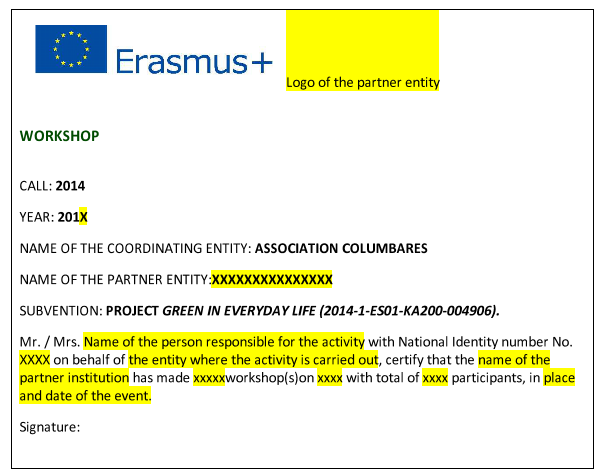 Erasmus+
Logo of the partner entity
WORKSHOP
CALL: 2014
YEAR: 201X
NAME OF THE COORDINATING ENTITY: ASSOCIATION COLUMBARES
NAME OF THE PARTNER ENTITY:XXXXXXXXXXXXXXX
SUBVENTION: PROJECT GREEN IN EVERYDAY LIFE (2014-1-ES01-KA200-004906).
Mr. / Mrs. Name of the person responsible for the activity with National Identity number No.
XXXX on behalf of the entity where the activity is carried out, certify that the name of the
partner institution has made xxxxxworkshop(s)on xxxx with total of xxxx participants, in place
and date of the event.
Signature: